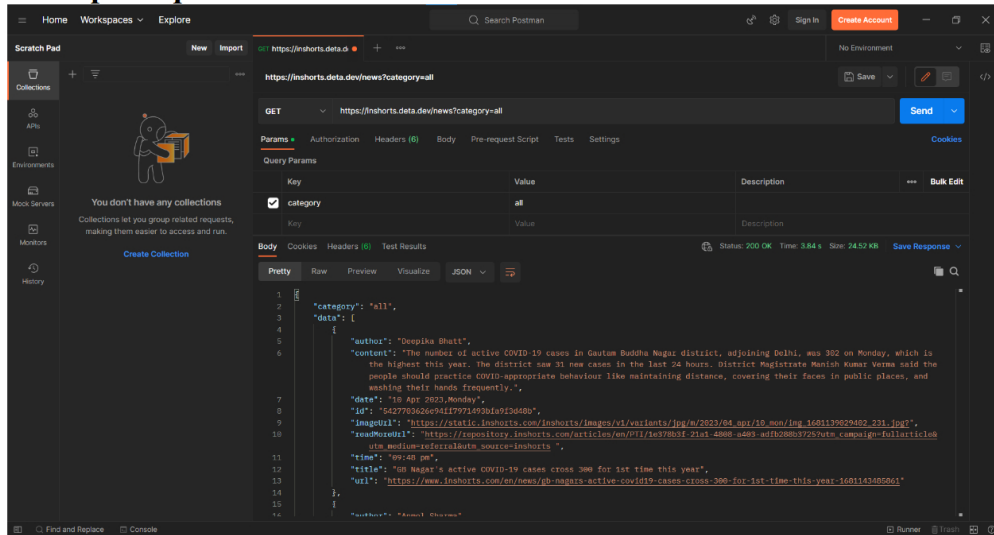 Home Workspaces Explore
Search Postman
Sign In Create Account
Scratch Pad New Import
GET https://inshorts.deta.de
No Environment
https://inshorts.deta.dev/news?category=all
Save
Collections
APIs
Environments
Mock Servers
Monitors
History
You don't have any collections
Collections let you group related requests,
making them easier to access and run.
Create Collection
GET https://inshorts.deta.dev/news?category=all Send
Params Authorization Headers (6) Body Pre-request Script Tests Settings Cookies
Query Params
Key Value Description Bulk Edit
category all
Key Value Description
Body Cookies Headers (6) Test Results Status: 200 OK Time: 3.84 s Size: 24.52 KB Save Response
Pretty Raw Preview Visualize JSON
1 {
2 "category": "all",
3 "data": [
4 {
5 "author": "Deepika Bhatt",
6 "content": "The number of active COVID-19 cases in Gautam Buddha Nagar district, adjoining Delhi, was 302 on Monday, which is
the highest this year. The district saw 31 new cases in the last 24 hours. District Magistrate Manish Kumar Verma said the
people should practice COVID-appropriate behaviour like maintaining distance, covering their faces in public places, and
washing their hands frequently.",
7 "date": "10 Apr 2023,Monday",
8 "id":
9 "imageUrl": "https://static.inshorts.com/inshorts/images/v1/variants/jpg/m/2023/04_apr/10_mon/img_1681139029402_231.jpg?",
10 "readMoreUrl": "https://repository.inshorts.com/articles/en/PTI/1e378b3f-21a1-4808-a403-adfb288b3725?utm_campaign=fullarticle&
utm_medium=referral&utm_source=inshorts ",
11 "time": "09:48 pm",
12 "title": "GB Nagar's active COVID-19 cases cross 300 for 1st time this year",
13 "url": "https://www.inshorts.com/en/news/gb-nagars-active-covid19-cases-cross-300-for-1st-time-this-year-1681143485861"
14 },
15 {
16 "author": "Anmol Sharma"
Find and Replace Console Runner Trash